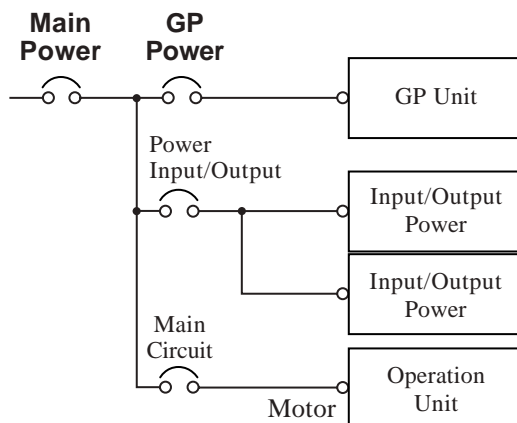 Main
Power
GP
Power
GP Unit
Power
Input/Output
Input/Output
Power
Input/Output
Power
Main
Circuit
Motor
Operation
Unit